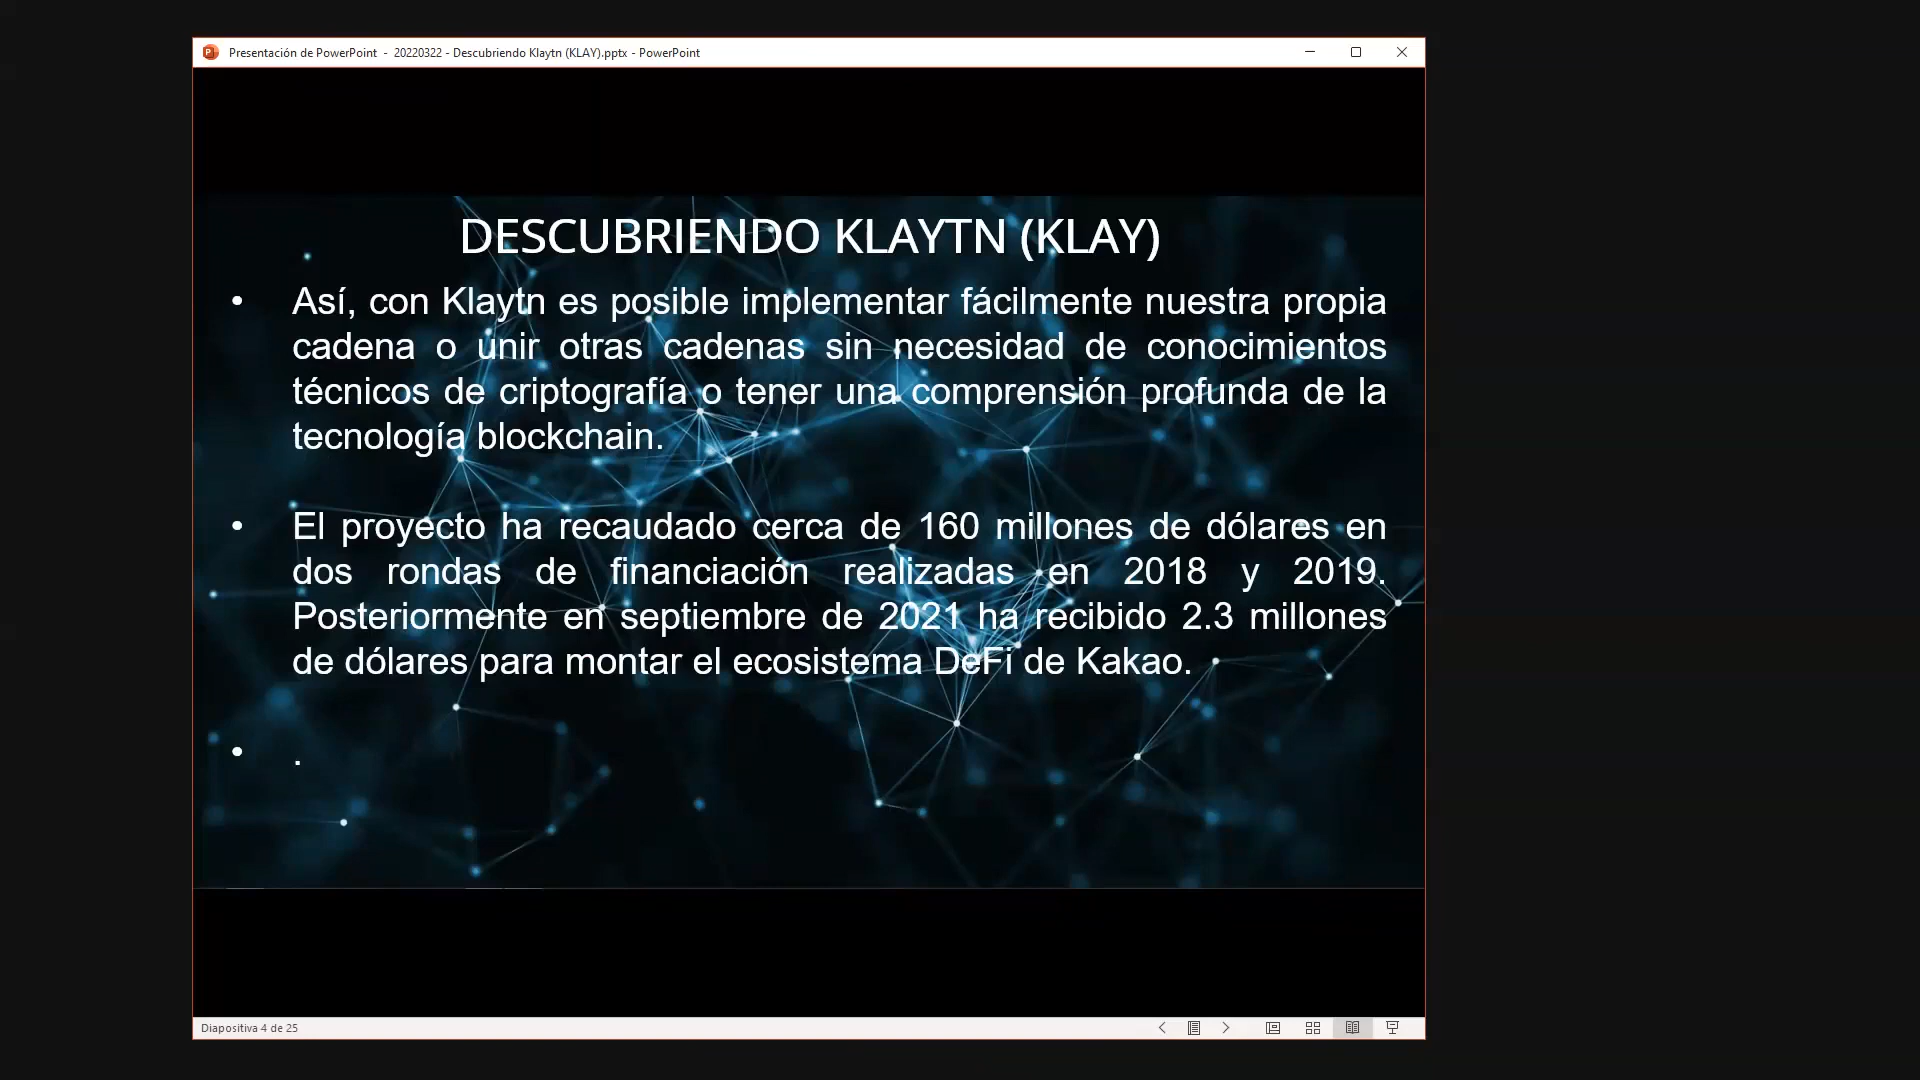 Presentación de PowerPoint - 20220322 - Descubriendo Klaytn (KLAY).pptx - PowerPoint
DESCUBRIENDO KLAYTN (KLAY)
• Así, con Klaytn es posible implementar fácilmente nuestra propia
cadena o unir otras cadenas sin necesidad de conocimientos
técnicos de criptografía o tener una comprensión profunda de la
tecnología blockchain.
• El proyecto ha recaudado cerca de 160 millones de dólares en
dos rondas de financiación realizadas en 2018 y 2019.
Posteriormente en septiembre de 2021 ha recibido 2.3 millones
de dólares para montar el ecosistema DeFi de Kakao.
• .
Diapositiva 4 de 25